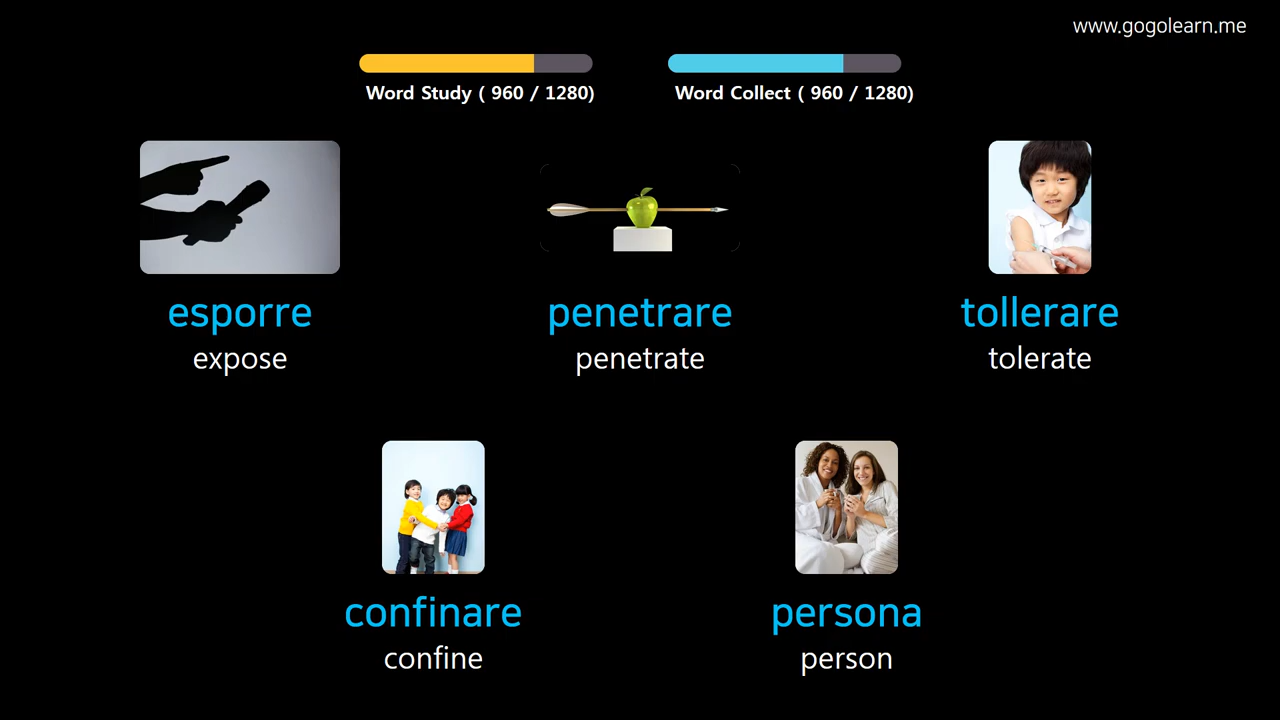 www.gogolearn.me
Word Study ( 960 / 1280)
Word Collect ( 960 / 1280)
esporre
expose
penetrare
penetrate
tollerare
tolerate
confinare
confine
persona
person